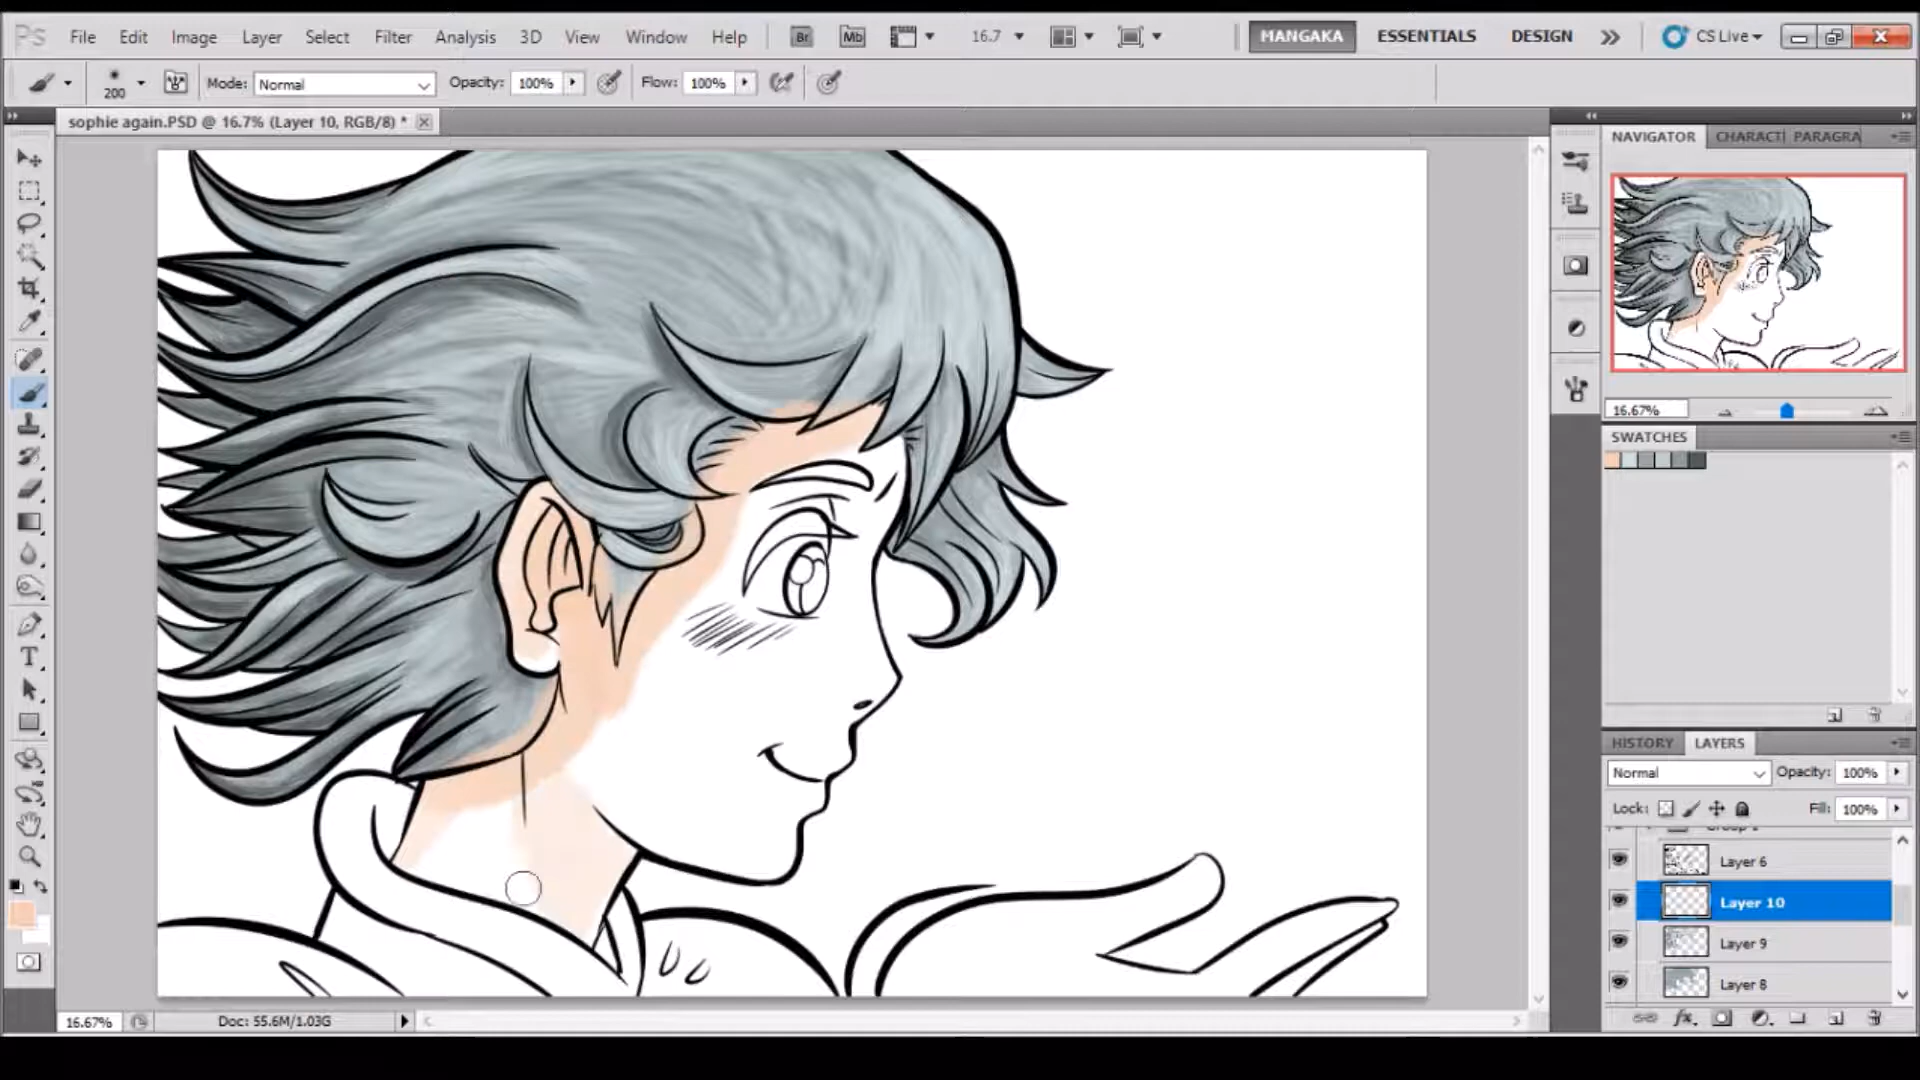 Ps File Edit Image Layer Select Filter Analysis 3D View Window Help Br Mb 16.7 MANGAKA ESSENTIALS DESIGN CS Live
200 Mode: Normal Opacity: 100% Flow: 100%
sophie again.PSD @ 16.7% (Layer 10, RGB/8) *
NAVIGATOR CHARACTI PARAGRA
16.67%
SWATCHES
HISTORY LAYERS
Normal Opacity: 100%
Lock: Fill: 100%
Layer 6
Layer 10
Layer 9
Layer 8
16.67% Doc: 55.6M/1.03G